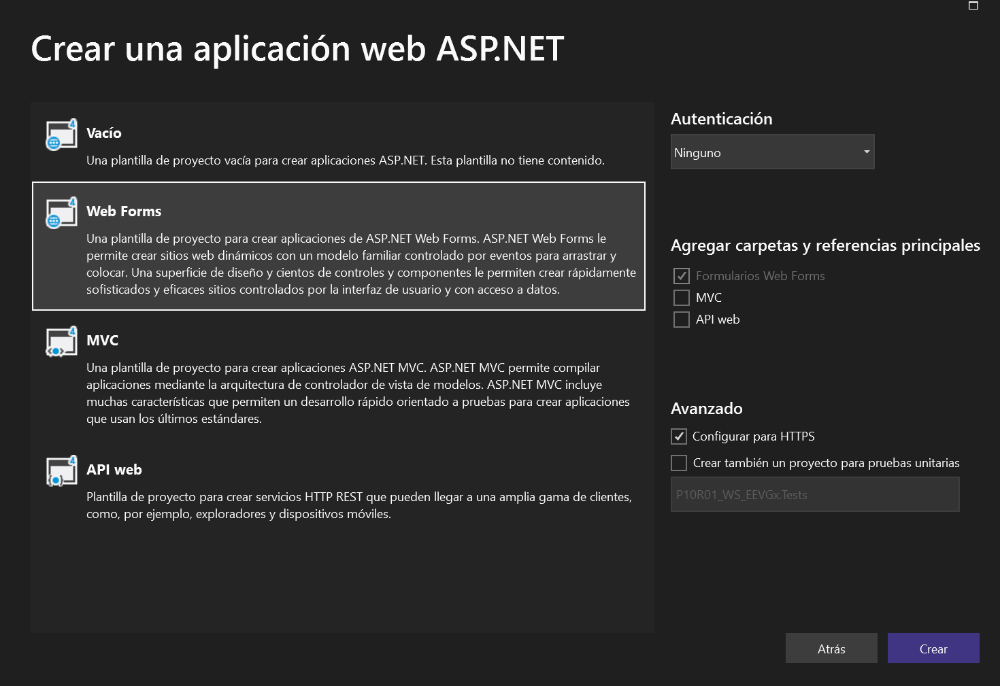 Crear una aplicación web ASP.NET
Vacío
Una plantilla de proyecto vacía para crear aplicaciones ASP.NET. Esta plantilla no tiene contenido.
Web Forms
Una plantilla de proyecto para crear aplicaciones de ASP.NET Web Forms. ASP.NET Web Forms le
permite crear sitios web dinámicos con un modelo familiar controlado por eventos para arrastrar y
colocar. Una superficie de diseño y cientos de controles y componentes le permiten crear rápidamente
sofisticados y eficaces sitios controlados por la interfaz de usuario y con acceso a datos.
MVC
Una plantilla de proyecto para crear aplicaciones ASP.NET MVC. ASP.NET MVC permite compilar
aplicaciones mediante la arquitectura de controlador de vista de modelos. ASP.NET MVC incluye
muchas características que permiten un desarrollo rápido orientado a pruebas para crear aplicaciones
que usan los últimos estándares.
API web
Plantilla de proyecto para crear servicios HTTP REST que pueden llegar a una amplia gama de clientes,
como, por ejemplo, exploradores y dispositivos móviles.
Autenticación
Ninguno
Agregar carpetas y referencias principales
Formularios Web Forms
MVC
API web
Avanzado
Configurar para HTTPS
Crear también un proyecto para pruebas unitarias
P10R01_WS_EEVGx.Tests
Atrás
Crear